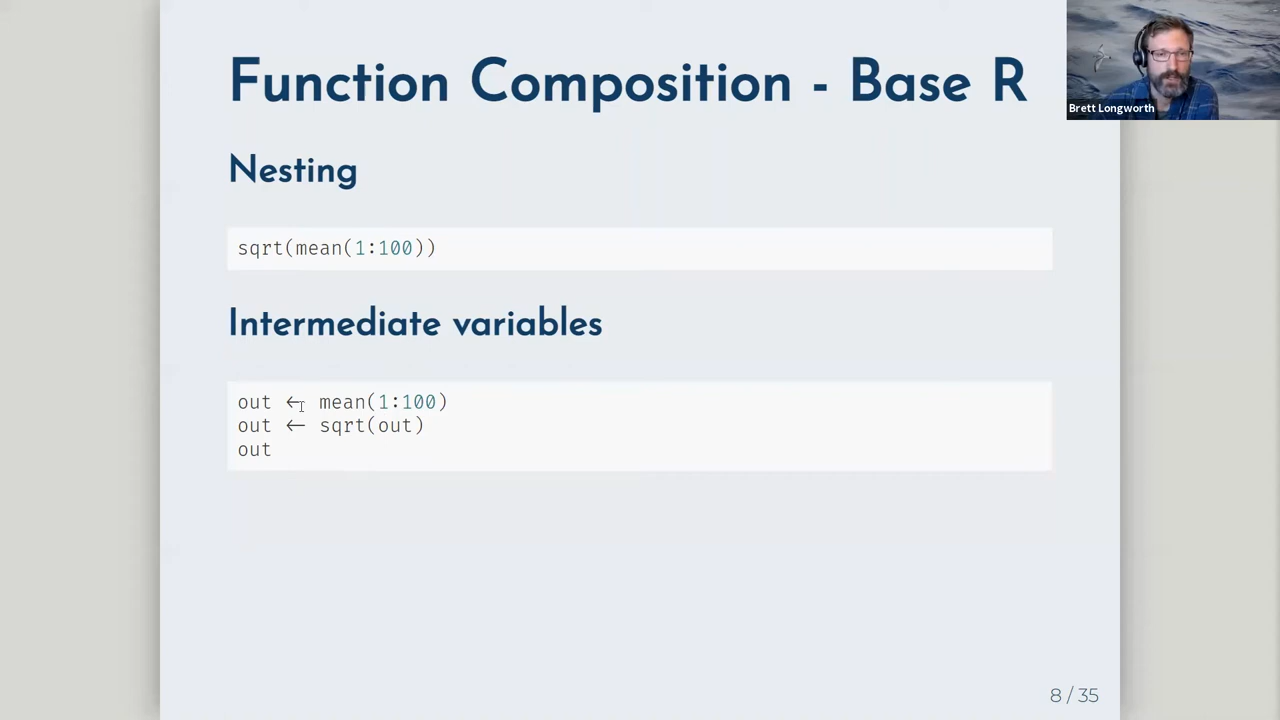 Function Composition - Base R
Brett Longworth
Nesting
sqrt(mean(1:100))
Intermediate variables
out ← mean(1:100)
out ← sqrt(out)
out
8 / 35